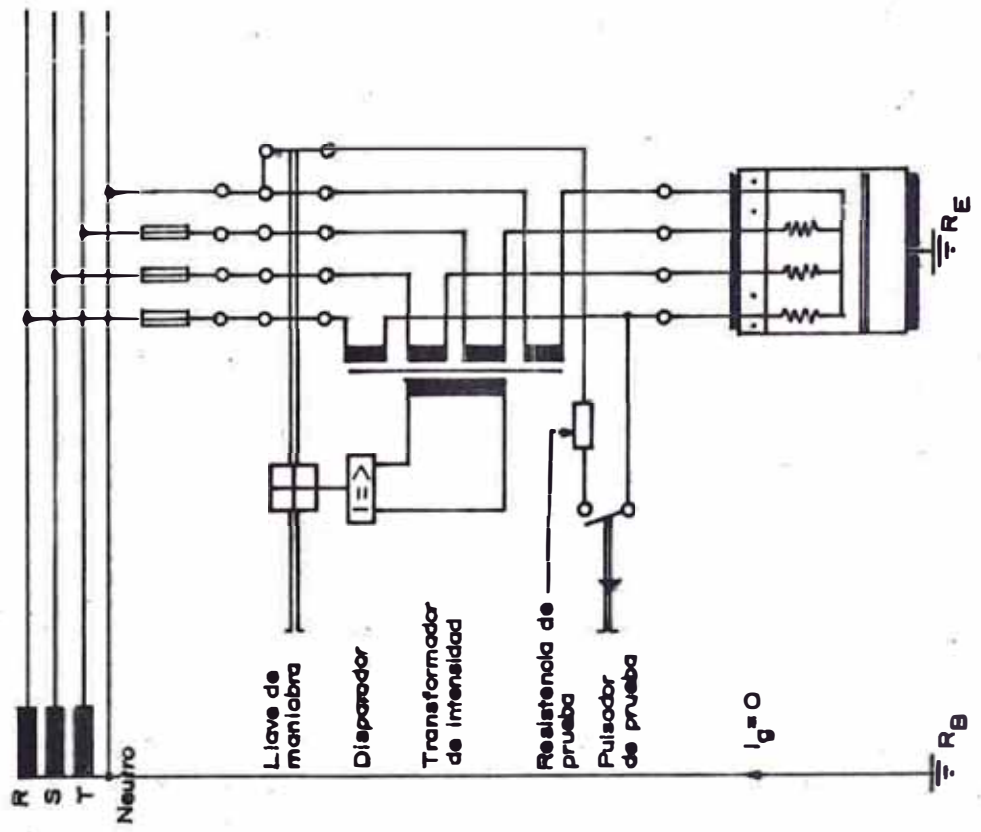 R
S
T
Neutro
Llave de
maniobra
Disparador
I=>
Transformador
de intensidad
Resistencia de
prueba
Pulsador
de prueba
Ig=0
RB
RE